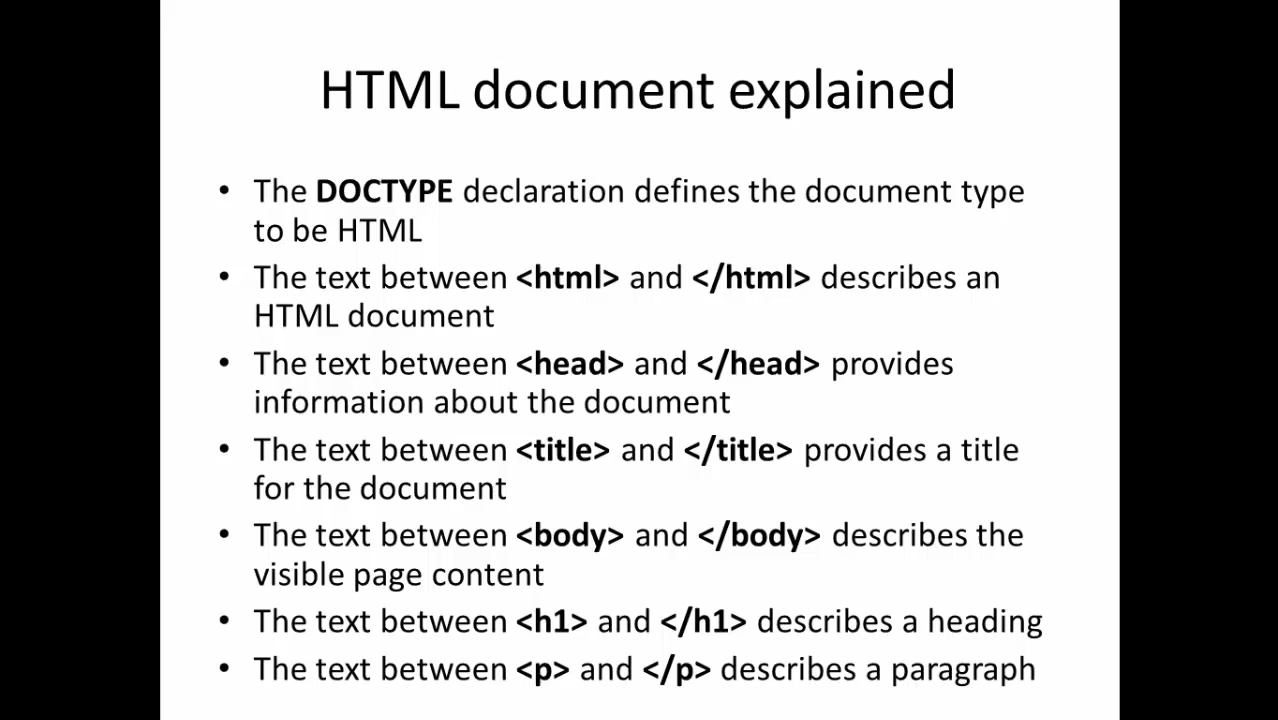 HTML document explained
• The DOCTYPE declaration defines the document type
to be HTML
• The text between <html> and </html> describes an
HTML document
• The text between <head> and </head> provides
information about the document
• The text between <title> and </title> provides a title
for the document
• The text between <body> and </body> describes the
visible page content
• The text between <h1> and </h1> describes a heading
• The text between <p> and </p> describes a paragraph